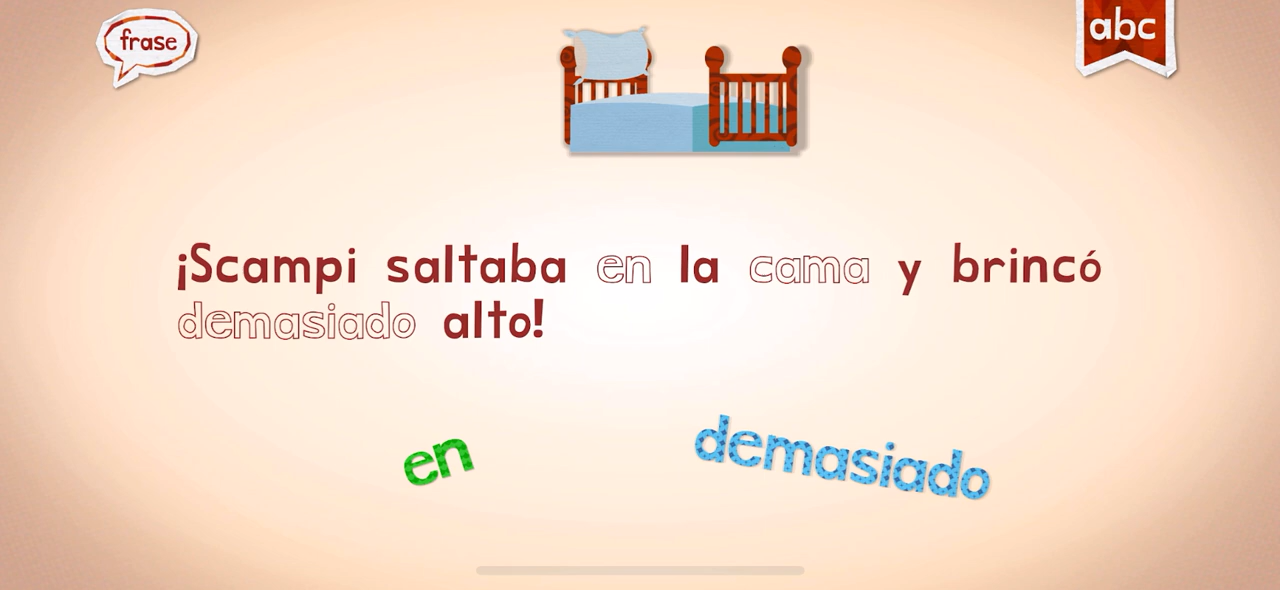 frase
abc
¡Scampi saltaba en la cama y brincó
demasiado alto!
en
demasiado